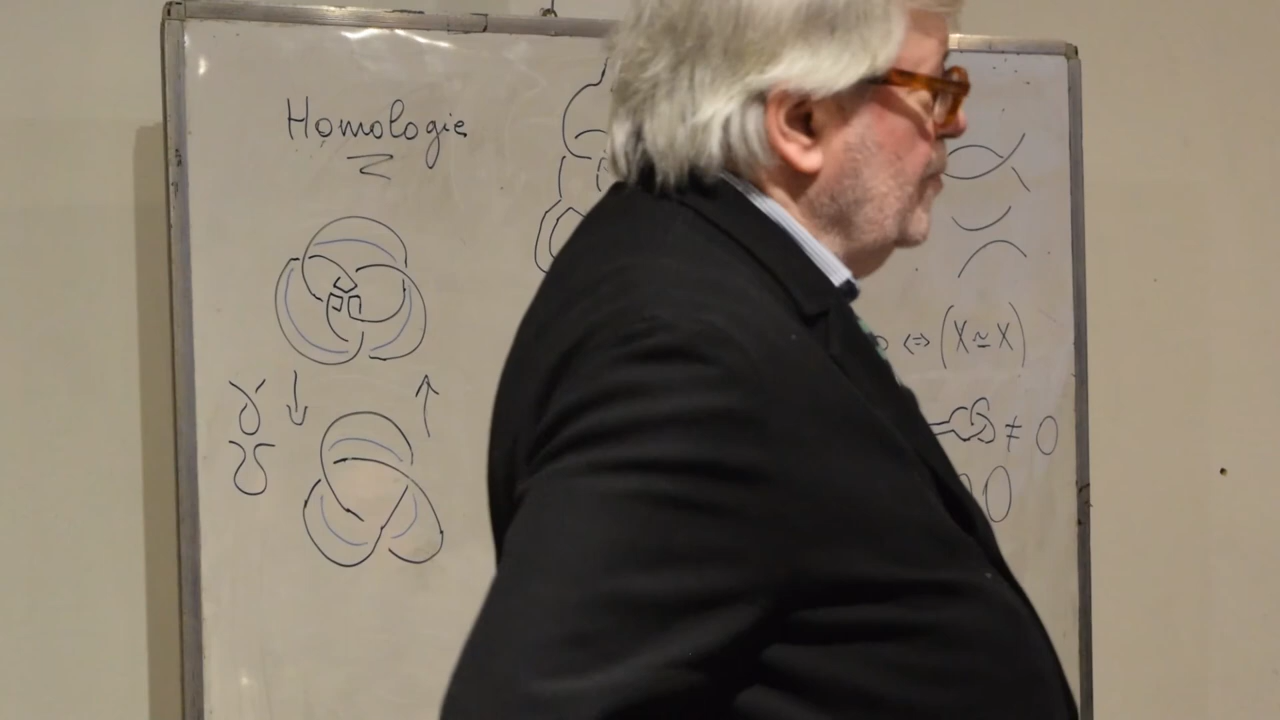 Homologie
⇔ (X ≃ X)
≠ 0